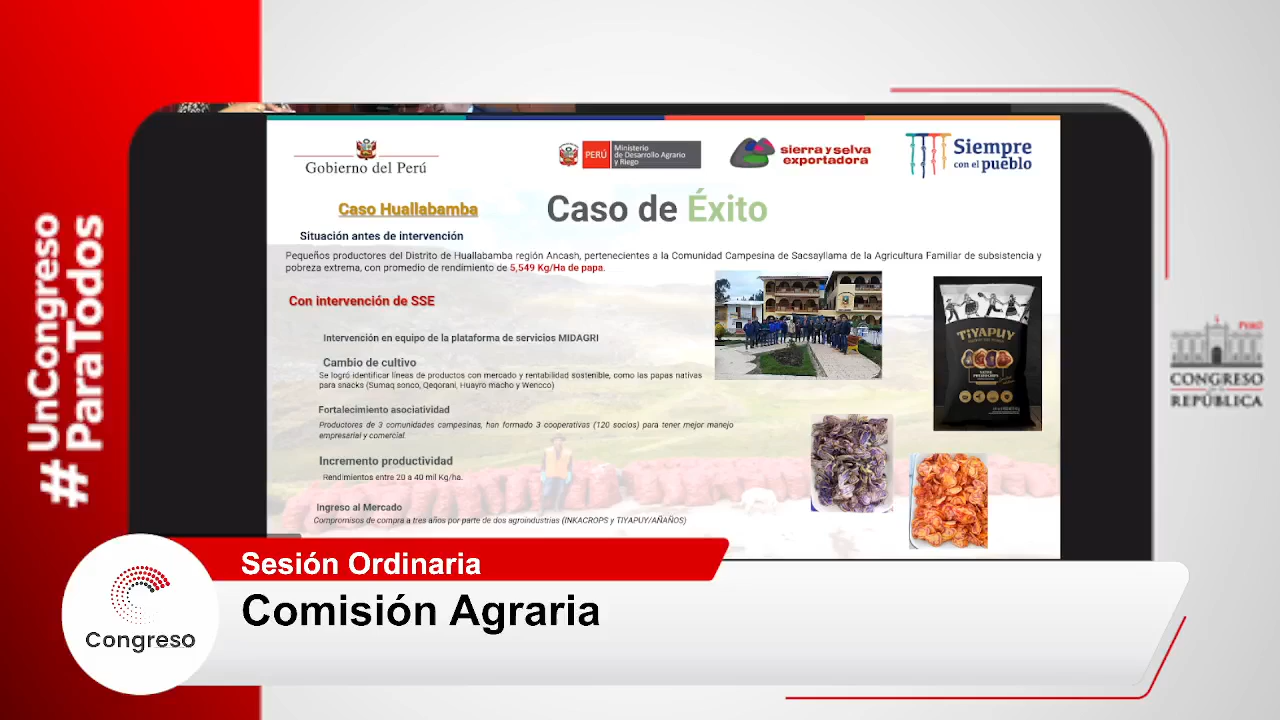 #UnCongreso
ParaTodos
Gobierno del Perú
PERÚ
Ministerio
de Desarrollo Agrario
y Riego
sierra y selva
exportadora
Siempre
con el pueblo
Caso Huallabamba
Caso de Éxito
Situación antes de intervención
Pequeños productores del Distrito de Huallabamba región Ancash, pertenecientes a la Comunidad Campesina de Sacsayllama de la Agricultura Familiar de subsistencia y
pobreza extrema, con promedio de rendimiento de 5,549 Kg/Ha de papa.
Con intervención de SSE
Intervención en equipo de la plataforma de servicios MIDAGRI
Cambio de cultivo
Se logró identificar líneas de productos con mercado y rentabilidad sostenible, como las papas nativas
para snacks (Sumaq sonco, Qeqorani, Huayro macho y Wencco)
Fortalecimiento asociatividad
Productores de 3 comunidades campesinas, han formado 3 cooperativas (120 socios) para tener mejor manejo
empresarial y comercial.
Incremento productividad
Rendimientos entre 20 a 40 mil Kg/ha.
Ingreso al Mercado
Compromisos de compra a tres años por parte de dos agroindustrias (INKACROPS y TIYAPUY/AÑAÑOS)
TIYAPUY
PERÚ
CONGRESO
REPÚBLICA
Sesión Ordinaria
Comisión Agraria
Congreso